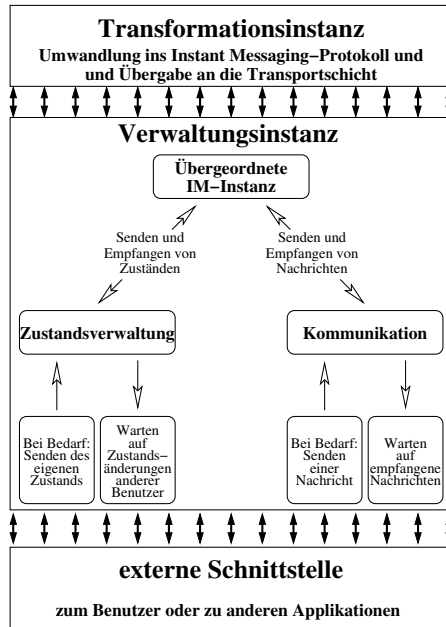 Transformationsinstanz
Umwandlung ins Instant Messaging–Protokoll und
und Übergabe an die Transportschicht
Verwaltungsinstanz
Übergeordnete
IM–Instanz
Senden und
Empfangen von
Zuständen
Senden und
Empfangen von
Nachrichten
Zustandsverwaltung
Kommunikation
Bei Bedarf:
Senden des
eigenen
Zustands
Warten
auf
Zustands–
änderungen
anderer
Benutzer
Bei Bedarf:
Senden
einer
Nachricht
Warten
auf
empfangene
Nachrichten
externe Schnittstelle
zum Benutzer oder zu anderen Applikationen